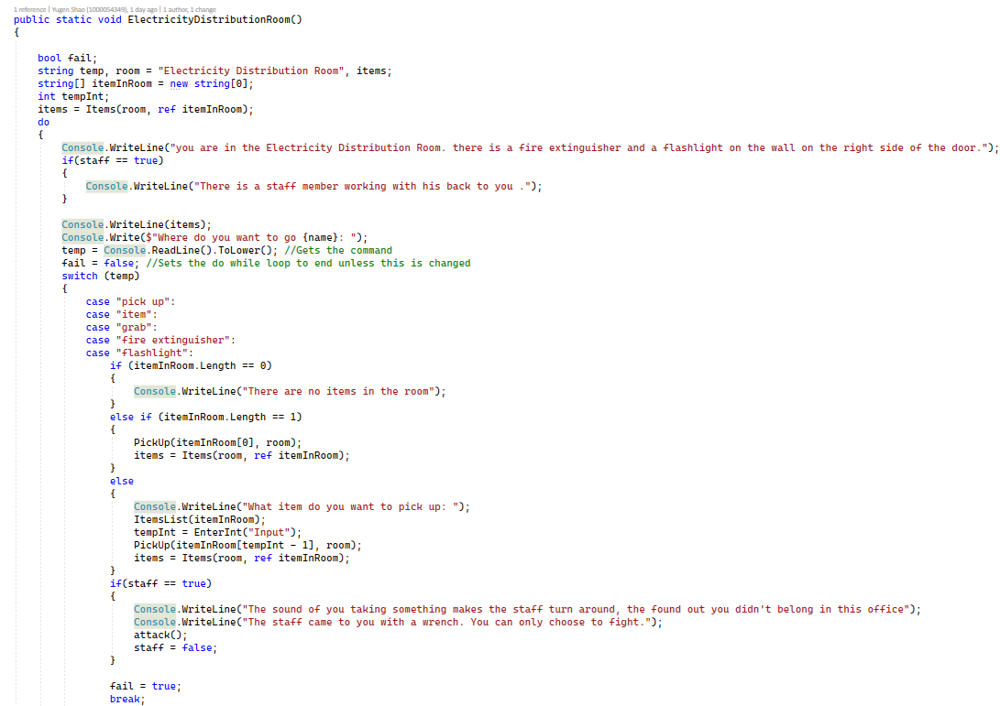 1 reference | Yugen Shao (1000054349), 1 day ago | 1 author, 1 change
public static void ElectricityDistributionRoom()
{
bool fail;
string temp, room = "Electricity Distribution Room", items;
string[] itemInRoom = new string[0];
int tempInt;
items = Items(room, ref itemInRoom);
do
{
Console.WriteLine("you are in the Electricity Distribution Room. there is a fire extinguisher and a flashlight on the wall on the right side of the door.");
if(staff == true)
{
Console.WriteLine("There is a staff member working with his back to you .");
}
Console.WriteLine(items);
Console.Write($"Where do you want to go {name}: ");
temp = Console.ReadLine().ToLower(); //Gets the command
fail = false; //Sets the do while loop to end unless this is changed
switch (temp)
{
case "pick up":
case "item":
case "grab":
case "fire extinguisher":
case "flashlight":
if (itemInRoom.Length == 0)
{
Console.WriteLine("There are no items in the room");
}
else if (itemInRoom.Length == 1)
{
PickUp(itemInRoom[0], room);
items = Items(room, ref itemInRoom);
}
else
{
Console.WriteLine("What item do you want to pick up: ");
ItemsList(itemInRoom);
tempInt = EnterInt("Input");
PickUp(itemInRoom[tempInt - 1], room);
items = Items(room, ref itemInRoom);
}
if(staff == true)
{
Console.WriteLine("The sound of you taking something makes the staff turn around, the found out you didn't belong in this office");
Console.WriteLine("The staff came to you with a wrench. You can only choose to fight.");
attack();
staff = false;
}
fail = true;
break;